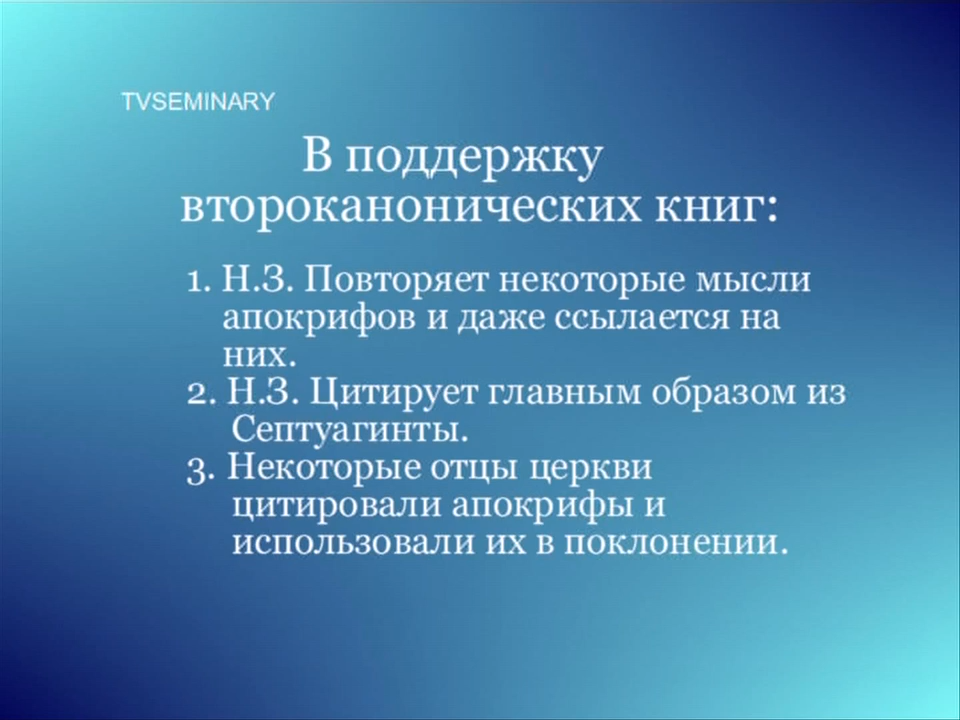 TVSEMINARY
В поддержку
второканонических книг:
1. Н.З. Повторяет некоторые мысли
апокрифов и даже ссылается на
них.
2. Н.З. Цитирует главным образом из
Септуагинты.
3. Некоторые отцы церкви
цитировали апокрифы и
использовали их в поклонении.